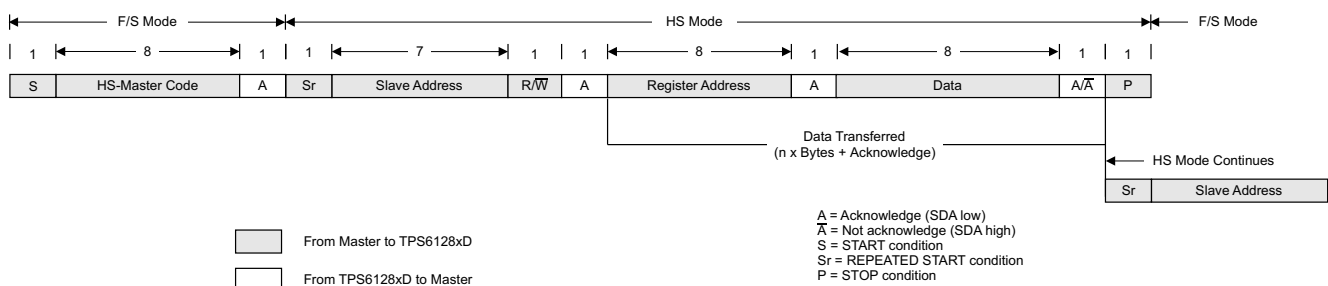 F/S Mode HS Mode F/S Mode
1 8 1 1 7 1 1 8 1 8 1 1
S HS-Master Code A Sr Slave Address R/W̅ A Register Address A Data A/A̅ P
Data Transferred
(n x Bytes + Acknowledge)
HS Mode Continues
Sr Slave Address
A = Acknowledge (SDA low)
A̅ = Not acknowledge (SDA high)
S = START condition
Sr = REPEATED START condition
P = STOP condition
From Master to TPS6128xD
From TPS6128xD to Master